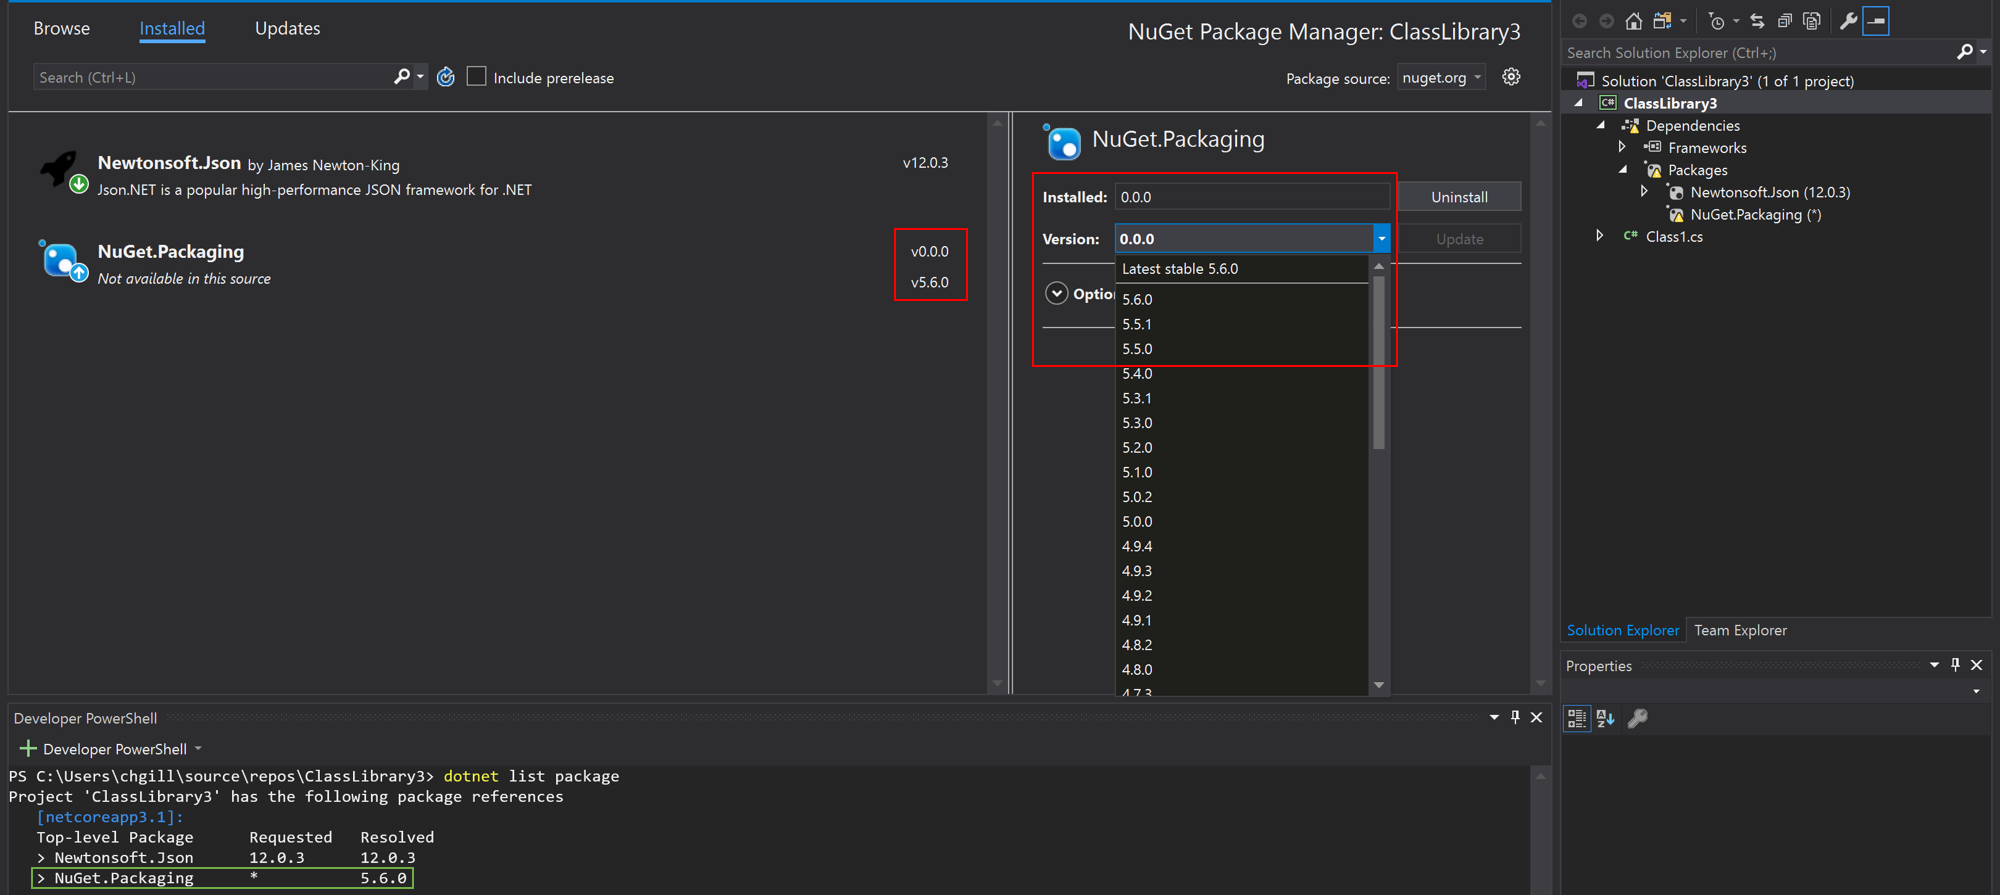 Browse
Installed
Updates
NuGet Package Manager: ClassLibrary3
Search (Ctrl+L)
Include prerelease
Package source:
nuget.org
Newtonsoft.Json by James Newton-King
v12.0.3
Json.NET is a popular high-performance JSON framework for .NET
NuGet.Packaging
v0.0.0
Not available in this source
v5.6.0
NuGet.Packaging
Installed:
0.0.0
Uninstall
Version:
0.0.0
Update
Latest stable 5.6.0
Optio
5.6.0
5.5.1
5.5.0
5.4.0
5.3.1
5.3.0
5.2.0
5.1.0
5.0.2
5.0.0
4.9.4
4.9.3
4.9.2
4.9.1
4.8.2
4.8.0
4.7.3
Search Solution Explorer (Ctrl+;)
Solution 'ClassLibrary3' (1 of 1 project)
C# ClassLibrary3
Dependencies
Frameworks
Packages
Newtonsoft.Json (12.0.3)
NuGet.Packaging (*)
C# Class1.cs
Solution Explorer
Team Explorer
Properties
Developer PowerShell
Developer PowerShell
PS C:\Users\chgill\source\repos\ClassLibrary3> dotnet list package
Project 'ClassLibrary3' has the following package references
[netcoreapp3.1]:
Top-level Package Requested Resolved
> Newtonsoft.Json 12.0.3 12.0.3
> NuGet.Packaging * 5.6.0